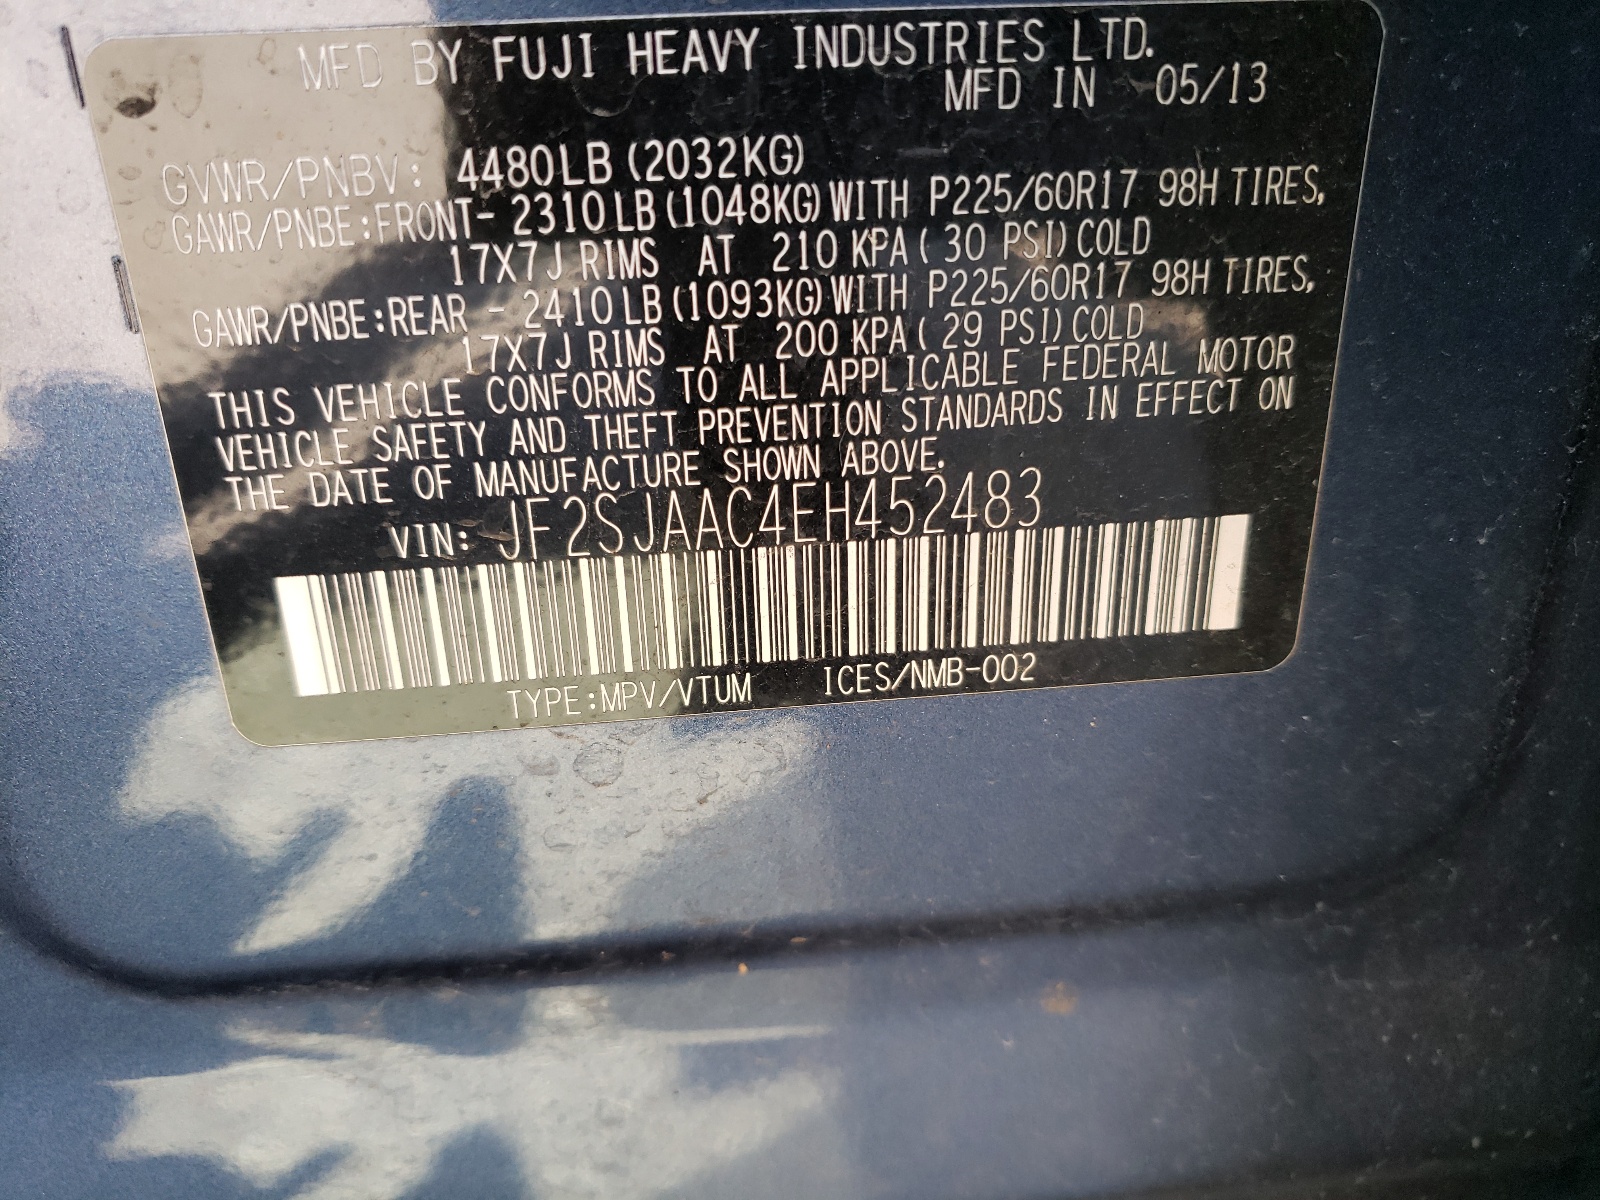 MFD BY FUJI HEAVY INDUSTRIES LTD.
MFD IN 05/13
GVWR/PNBV: 4480LB (2032KG)
GAWR/PNBE:FRONT- 2310LB (1048KG) WITH P225/60R17 98H TIRES,
17X7J RIMS AT 210 KPA( 30 PSI) COLD
GAWR/PNBE:REAR - 2410LB (1093KG) WITH P225/60R17 98H TIRES,
17X7J RIMS AT 200 KPA( 29 PSI) COLD
THIS VEHICLE CONFORMS TO ALL APPLICABLE FEDERAL MOTOR
VEHICLE SAFETY AND THEFT PREVENTION STANDARDS IN EFFECT ON
THE DATE OF MANUFACTURE SHOWN ABOVE.
VIN: JF2SJAAC4EH452483
TYPE:MPV/VTUM ICES/NMB-002